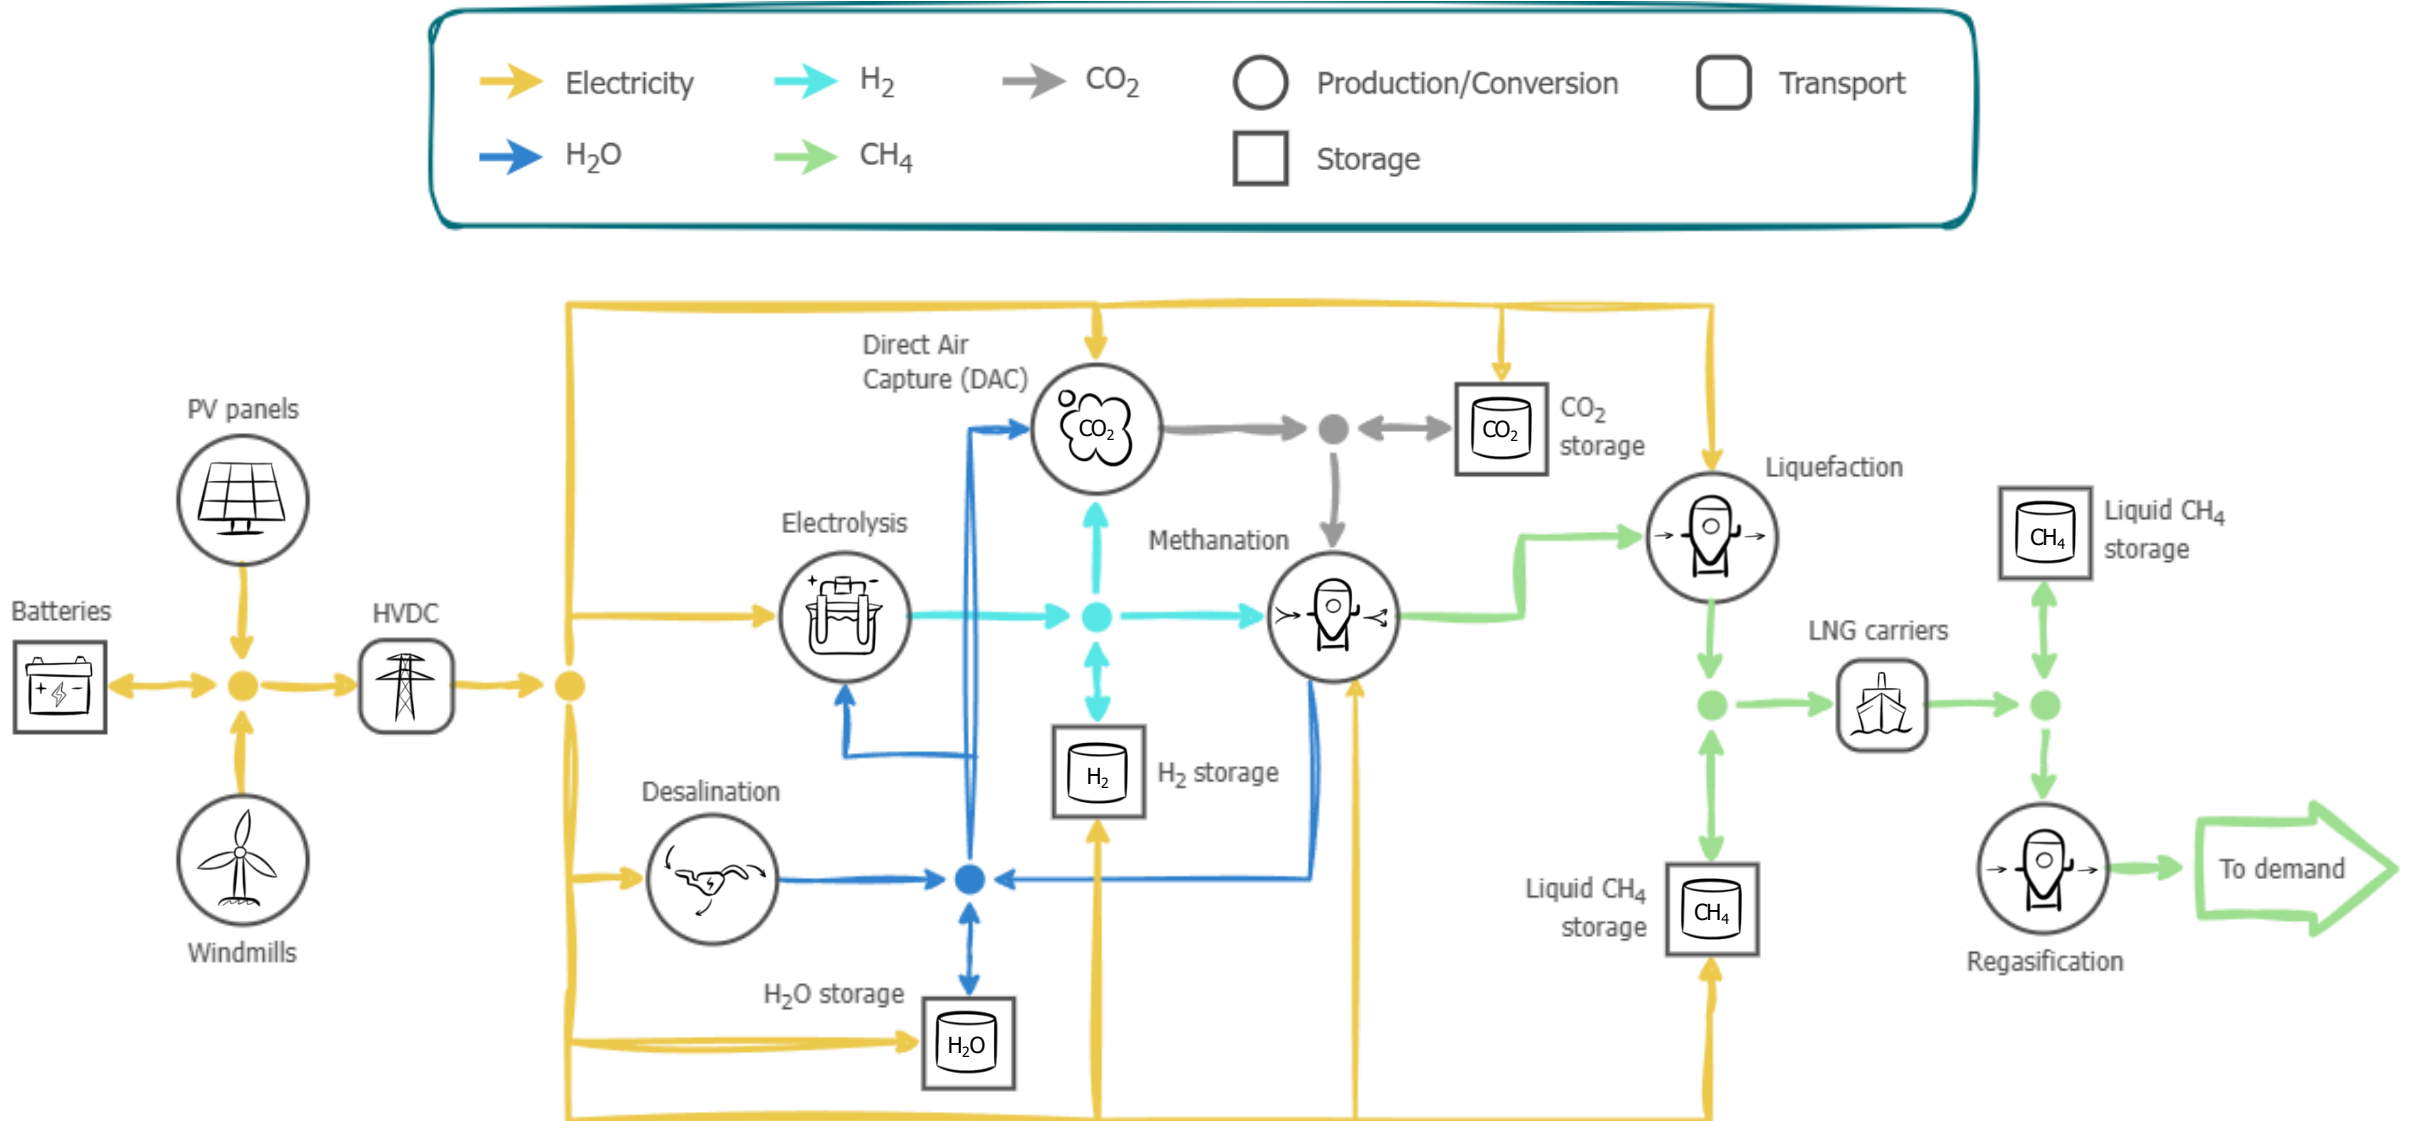 Electricity
H₂
CO₂
Production/Conversion
Transport
H₂O
CH₄
Storage
Direct Air
Capture (DAC)
CO₂
CO₂
CO₂
storage
PV panels
Liquefaction
Electrolysis
Methanation
CH₄
Liquid CH₄
storage
Batteries
HVDC
LNG carriers
H₂
H₂ storage
Desalination
Windmills
Liquid CH₄
storage
CH₄
To demand
Regasification
H₂O storage
H₂O